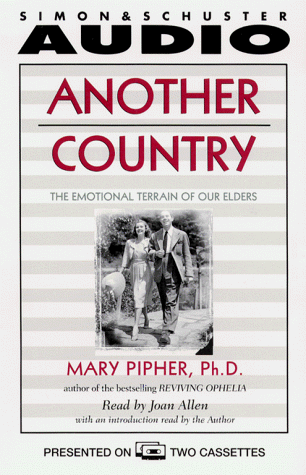 SIMON & SCHUSTER
AUDIO
ANOTHER
COUNTRY
THE EMOTIONAL TERRAIN OF OUR ELDERS
MARY PIPHER, Ph.D.
author of the bestselling REVIVING OPHELIA
Read by Joan Allen
with an introduction read by the Author
PRESENTED ON TWO CASSETTES